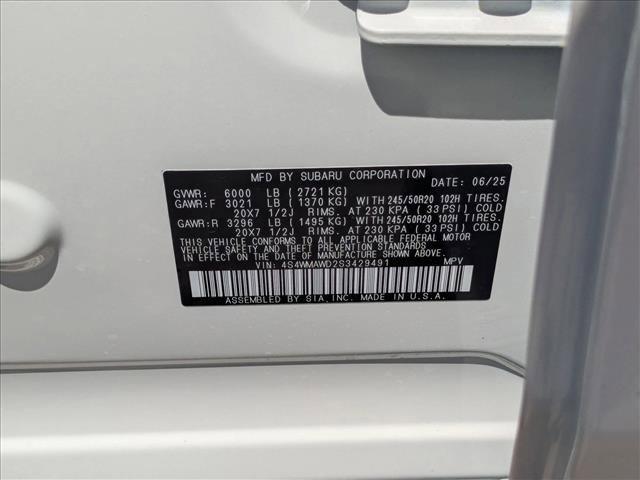 MFD BY SUBARU CORPORATION DATE: 06/25
GVWR: 6000 LB ( 2721 KG)
GAWR:F 3021 LB ( 1370 KG) WITH 245/50R20 102H TIRES.
20X7 1/2J RIMS. AT 230 KPA ( 33 PSI) COLD
GAWR:R 3296 LB ( 1495 KG) WITH 245/50R20 102H TIRES.
20X7 1/2J RIMS. AT 230 KPA ( 33 PSI) COLD
THIS VEHICLE CONFORMS TO ALL APPLICABLE FEDERAL MOTOR
VEHICLE SAFETY AND THEFT PREVENTION STANDARDS
IN EFFECT ON THE DATE OF MANUFACTURE SHOWN ABOVE.
VIN: 4S4WMAWD2S3429491 MPV
ASSEMBLED BY SIA,INC. MADE IN U.S.A.